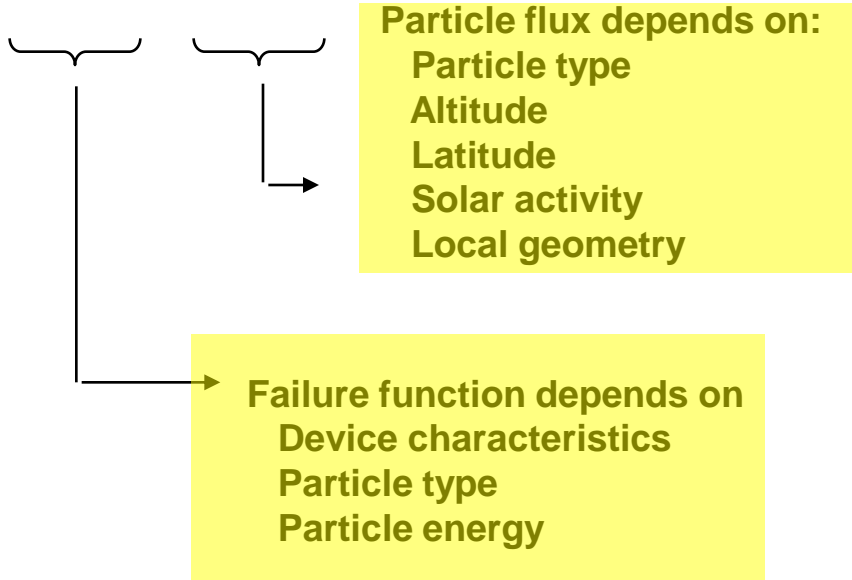 Particle flux depends on:
Particle type
Altitude
Latitude
Solar activity
Local geometry
Failure function depends on
Device characteristics
Particle type
Particle energy